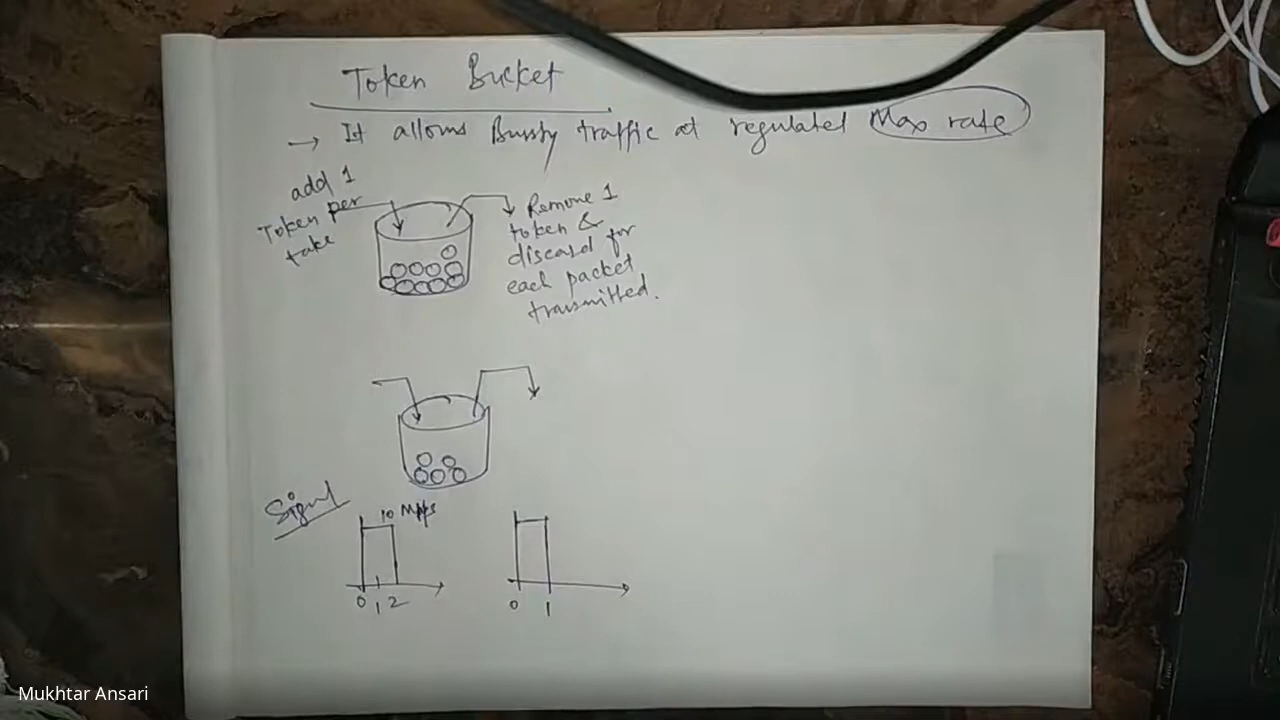 Token Bucket
→ It allows Bursty traffic at regulated Max rate
add 1
Token per
take
Remove 1
token &
discard for
each packet
transmitted.
Signal
10 Mbps
0 1 2
0 1
Mukhtar Ansari